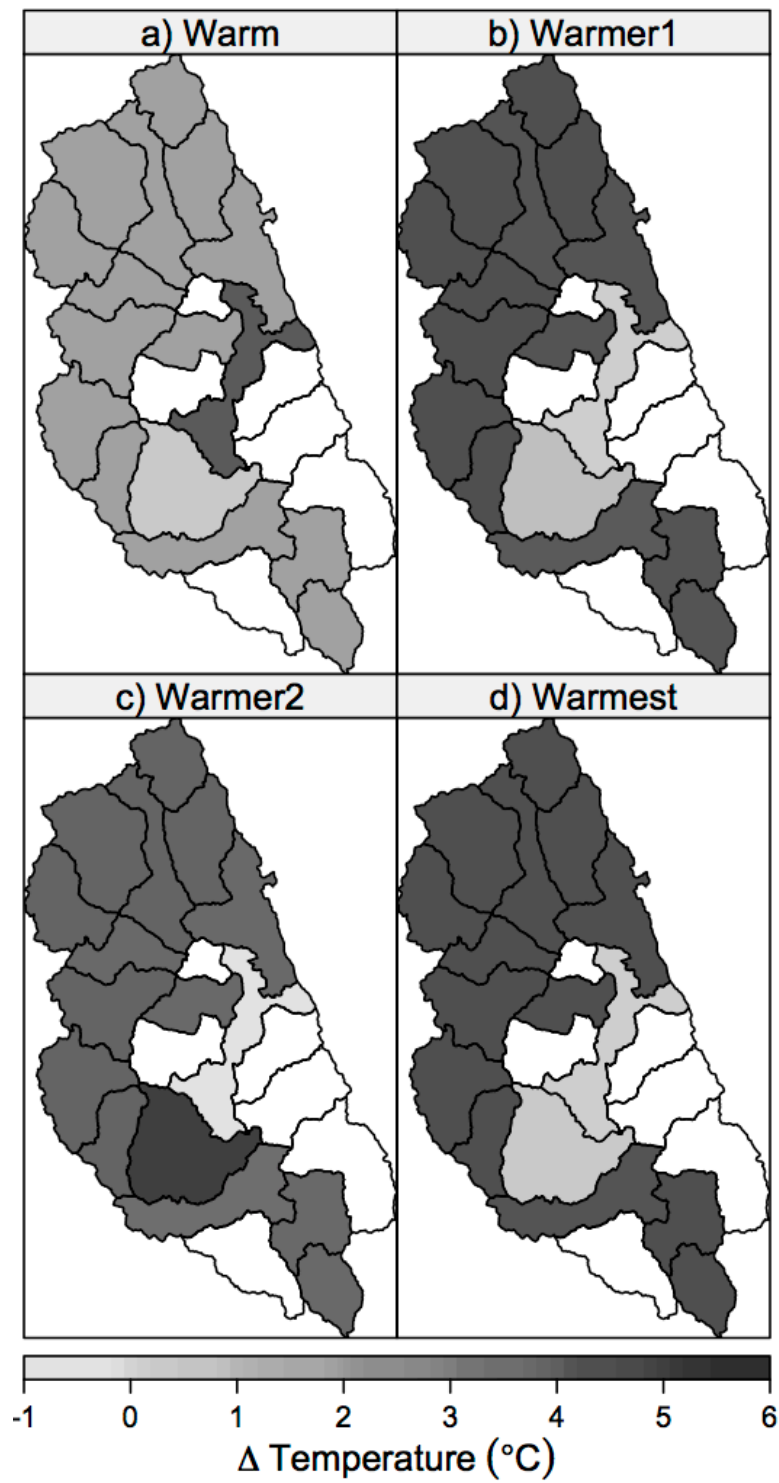 a) Warm
b) Warmer1
c) Warmer2
d) Warmest
-1 0 1 2 3 4 5 6
Δ Temperature (°C)